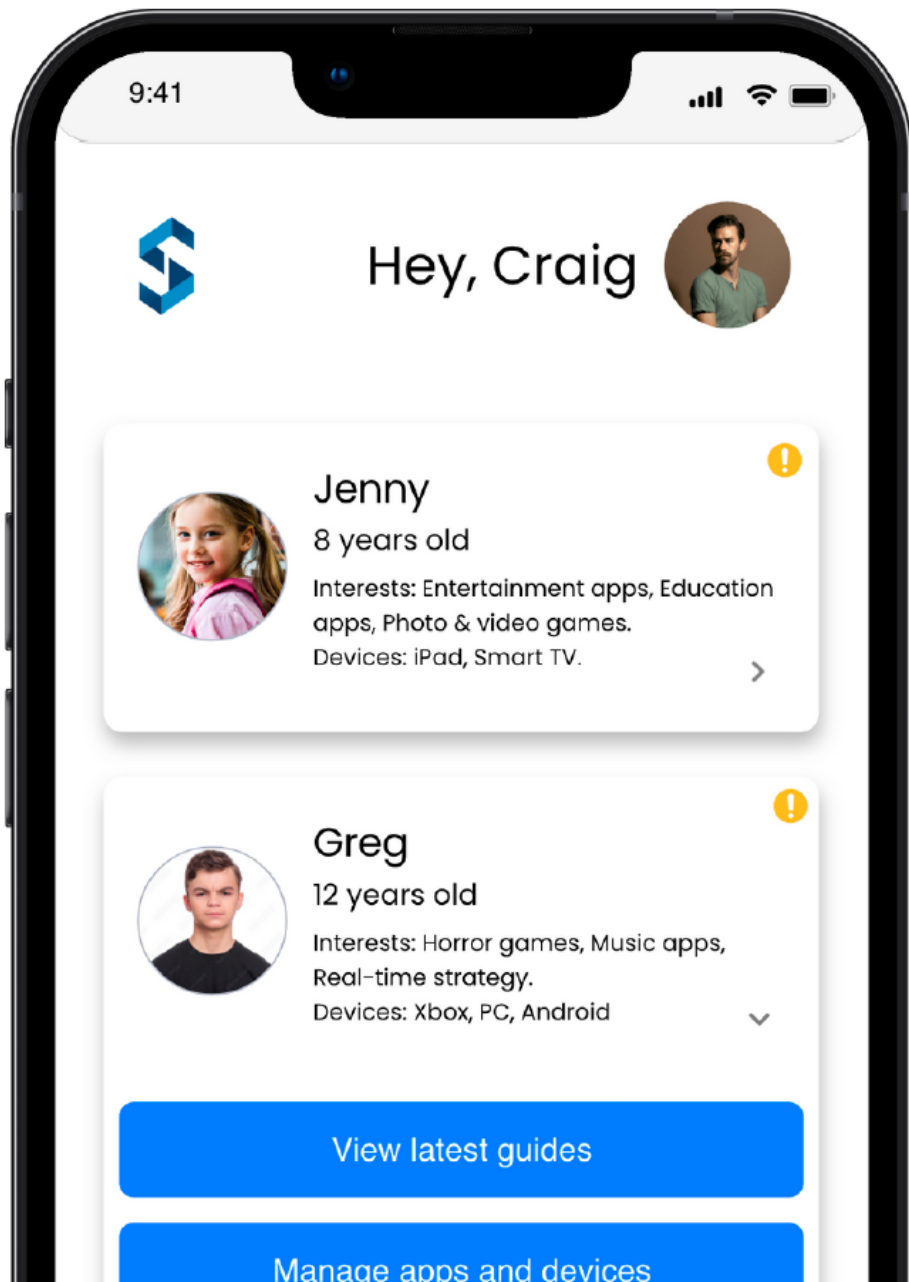 9:41
Hey, Craig
Jenny
8 years old
Interests: Entertainment apps, Education
apps, Photo & video games.
Devices: iPad, Smart TV.
Greg
12 years old
Interests: Horror games, Music apps,
Real-time strategy.
Devices: Xbox, PC, Android
View latest guides
Manage apps and devices